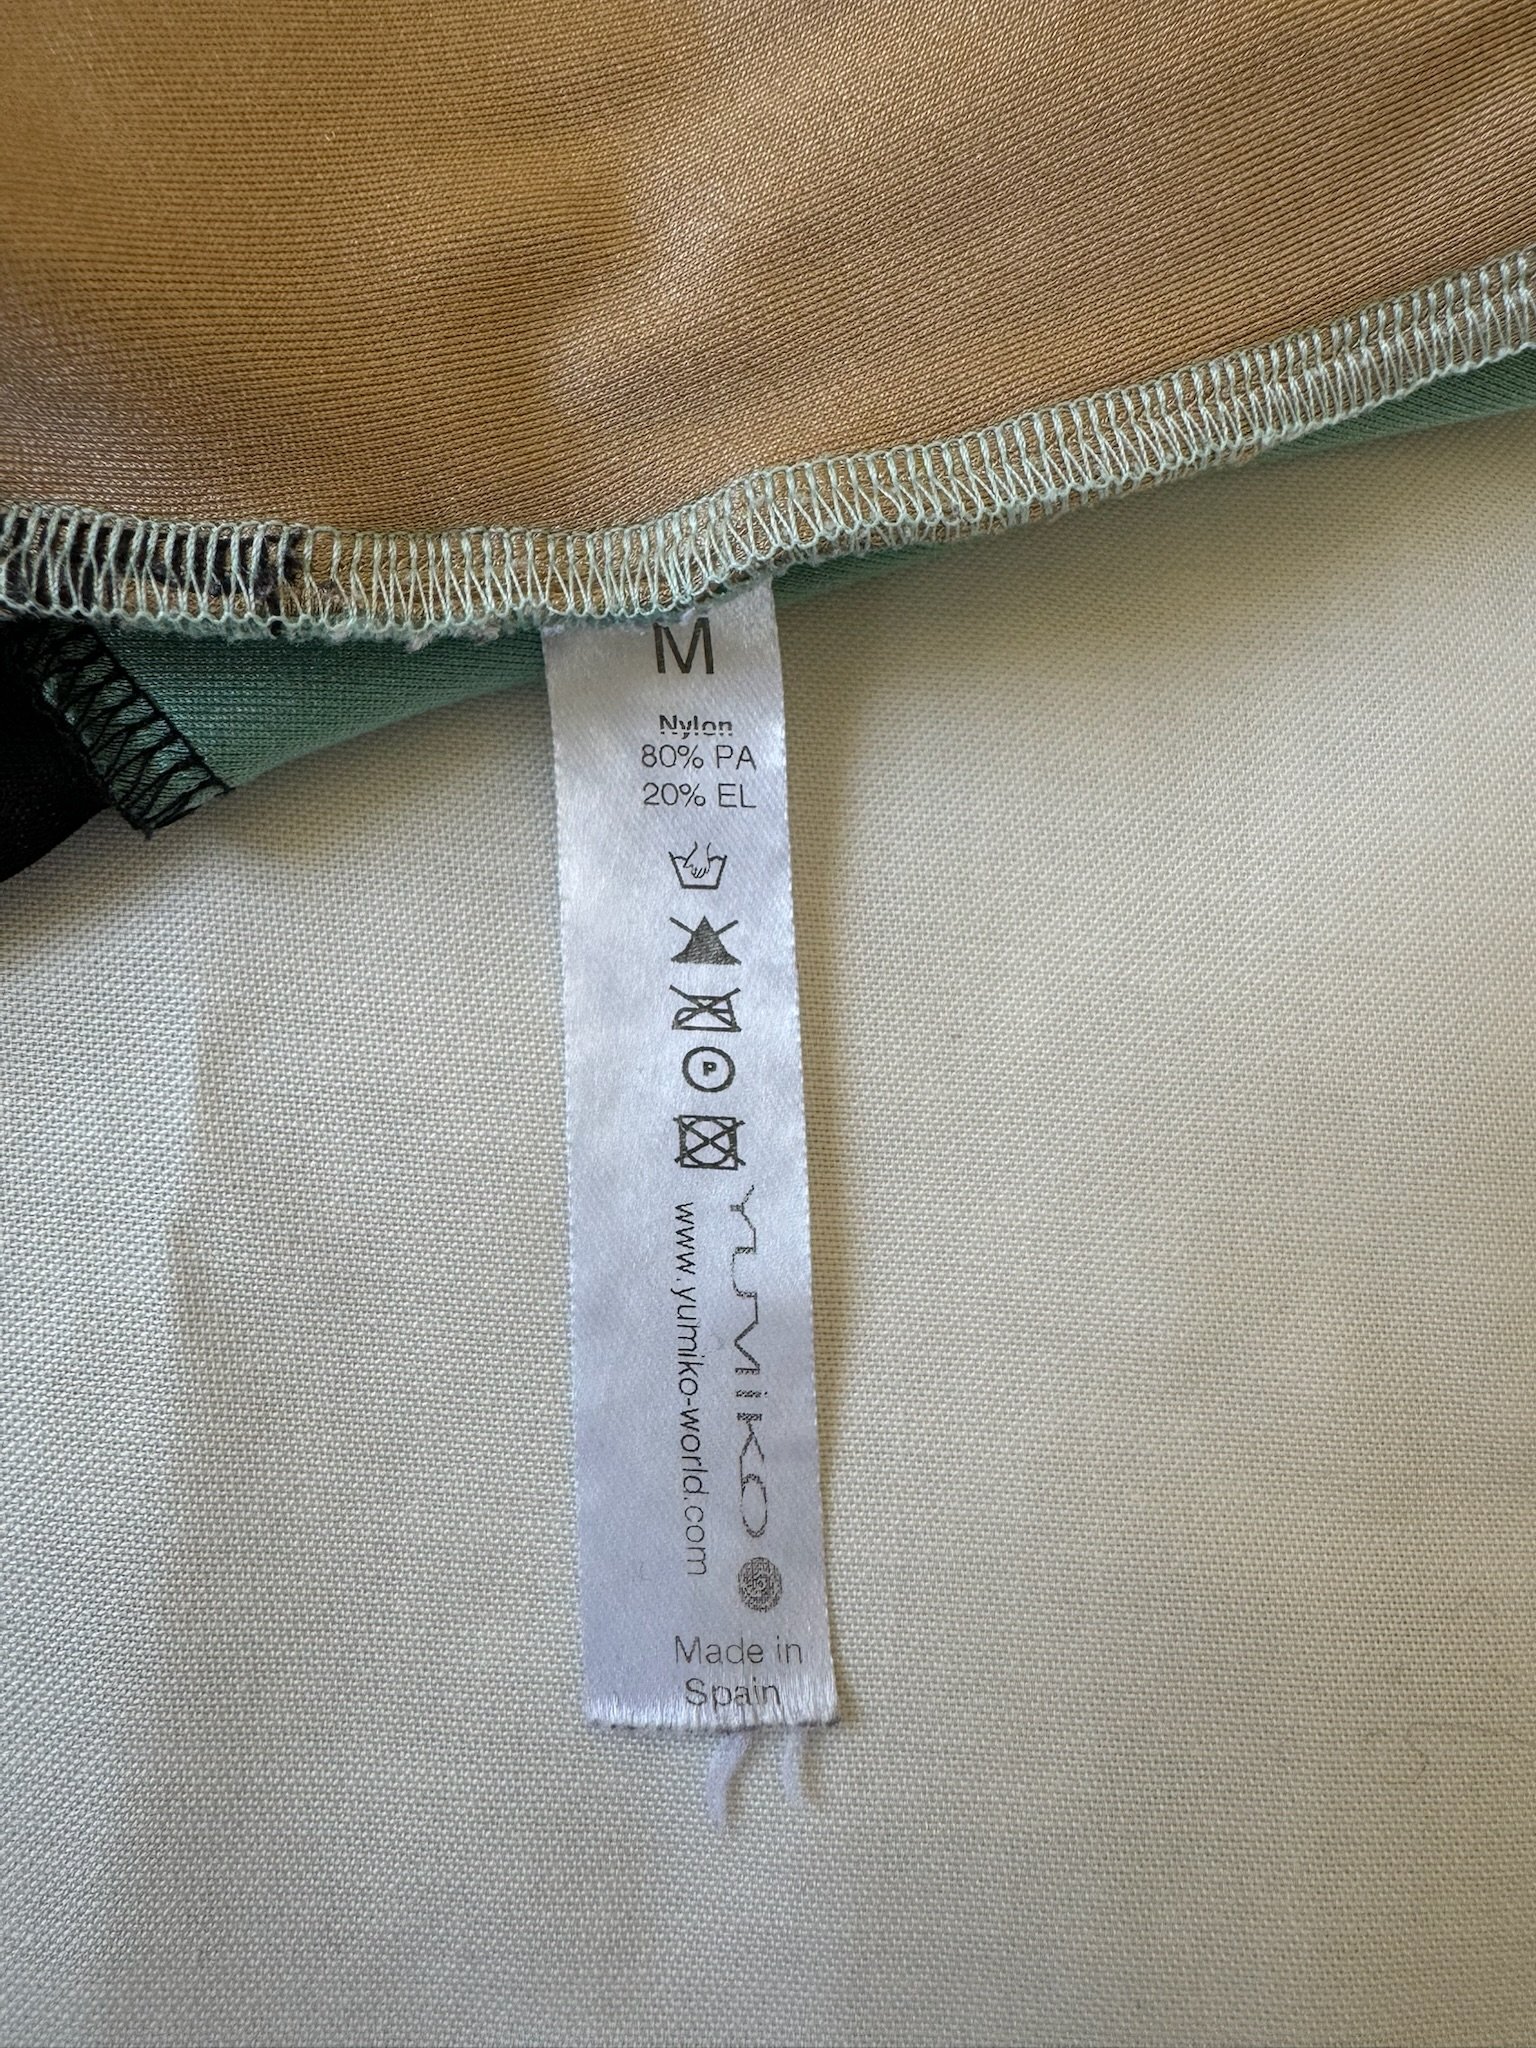 M
Nylon
80% PA
20% EL
P
YUMiKO
www.yumiko-world.com
Made in
Spain